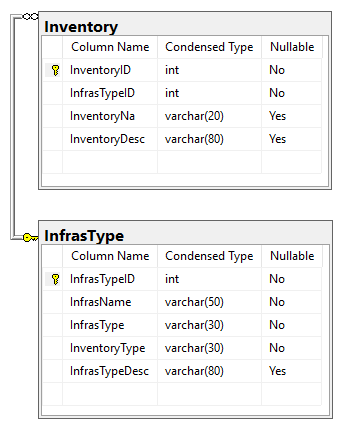 Inventory
Column Name Condensed Type Nullable
InventoryID int No
InfrasTypeID int No
InventoryNa varchar(20) Yes
InventoryDesc varchar(80) Yes
InfrasType
Column Name Condensed Type Nullable
InfrasTypeID int No
InfrasName varchar(50) No
InfrasType varchar(30) No
InventoryType varchar(30) No
InfrasTypeDesc varchar(80) Yes